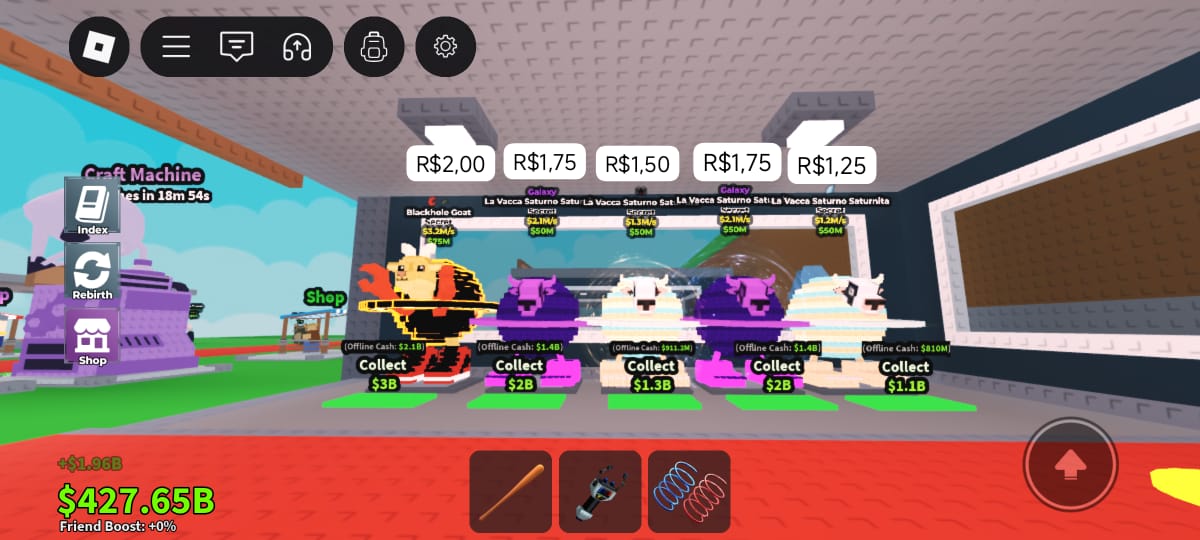 R$2,00
R$1,75
R$1,50
R$1,75
R$1,25
Craft Machine
es in 18m 54s
Index
Rebirth
Shop
Shop
Blackhole Goat
Secret
$3.2M/s
$75M
Galaxy
La Vacca Saturno Satu
Secret
$2.1M/s
$50M
La Vacca Saturno Sat
Secret
$1.3M/s
$50M
Galaxy
La Vacca Saturno Satu
Secret
$2.1M/s
$50M
La Vacca Saturno Saturnita
Secret
$1.2M/s
$50M
(Offline Cash: $2.1B)
Collect
$3B
(Offline Cash: $1.4B)
Collect
$2B
(Offline Cash: $911.2M)
Collect
$1.3B
(Offline Cash: $1.4B)
Collect
$2B
(Offline Cash: $810M)
Collect
$1.1B
+$1.96B
$427.65B
Friend Boost: +0%